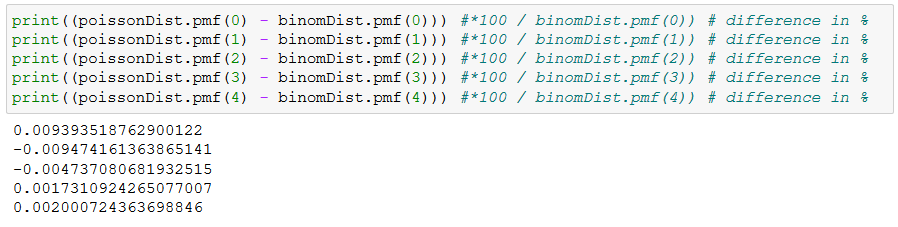 print((poissonDist.pmf(0) - binomDist.pmf(0))) #*100 / binomDist.pmf(0)) # difference in %
print((poissonDist.pmf(1) - binomDist.pmf(1))) #*100 / binomDist.pmf(1)) # difference in %
print((poissonDist.pmf(2) - binomDist.pmf(2))) #*100 / binomDist.pmf(2)) # difference in %
print((poissonDist.pmf(3) - binomDist.pmf(3))) #*100 / binomDist.pmf(3)) # difference in %
print((poissonDist.pmf(4) - binomDist.pmf(4))) #*100 / binomDist.pmf(4)) # difference in %
0.009393518762900122
-0.009474161363865141
-0.004737080681932515
0.0017310924265077007
0.002000724363698846